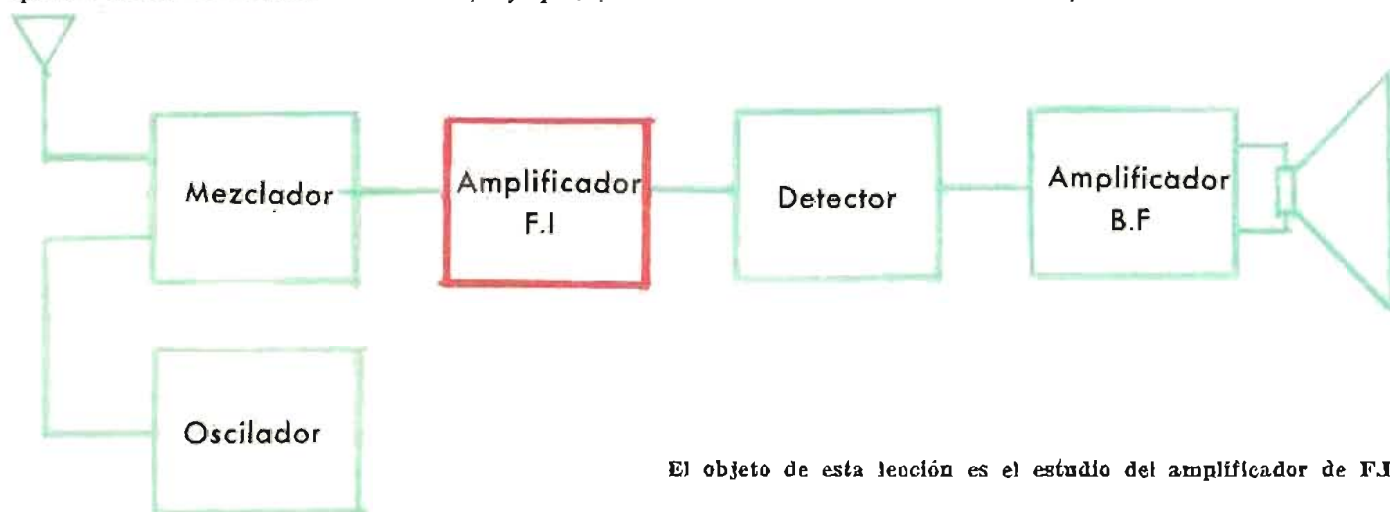 Mezclador
Amplificador
F.I
Detector
Amplificador
B.F
Oscilador
El objeto de esta lección es el estudio del amplificador de F.I